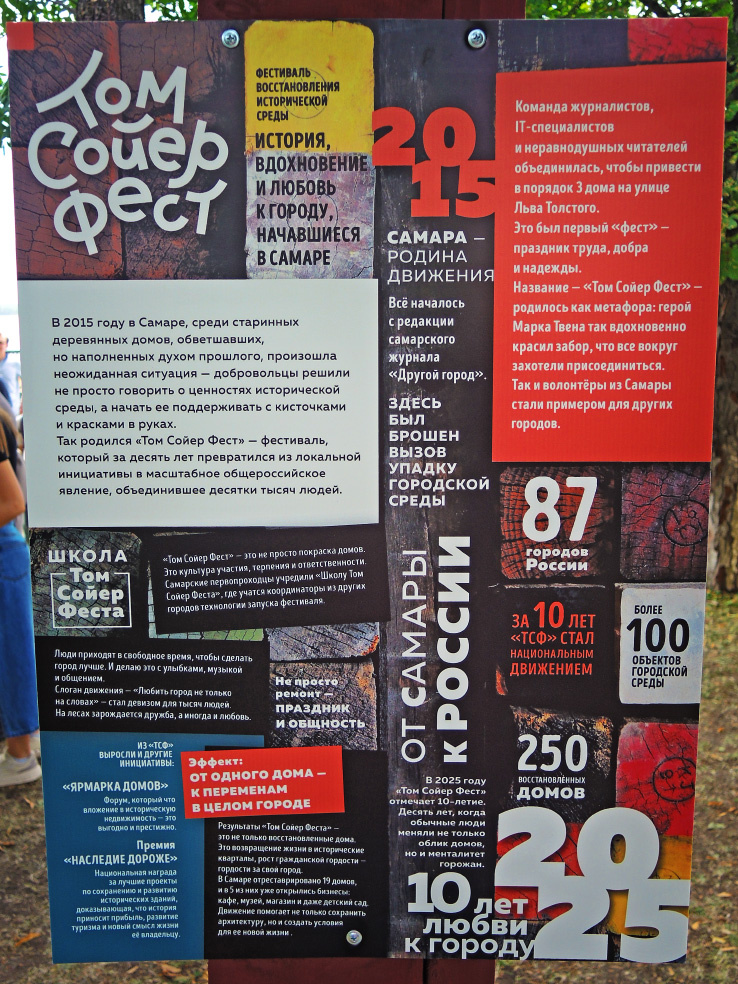 Том
Сойер
Фест
ФЕСТИВАЛЬ
ВОССТАНОВЛЕНИЯ
ИСТОРИЧЕСКОЙ
СРЕДЫ
ИСТОРИЯ,
ВДОХНОВЕНИЕ
И ЛЮБОВЬ
К ГОРОДУ,
НАЧАВШИЕСЯ
В САМАРЕ
В 2015 году в Самаре, среди старинных
деревянных домов, обветшавших,
но наполненных духом прошлого, произошла
неожиданная ситуация — добровольцы решили
не просто говорить о ценностях исторической
среды, а начать ее поддерживать с кисточками
и красками в руках.
Так родился «Том Сойер Фест» — фестиваль,
который за десять лет превратился из локальной
инициативы в масштабное общероссийское
явление, объединившее десятки тысяч людей.
2015
САМАРА –
РОДИНА
ДВИЖЕНИЯ
Всё началось
с редакции
самарского
журнала
«Другой город».
ЗДЕСЬ
БЫЛ
БРОШЕН
ВЫЗОВ
УПАДКУ
ГОРОДСКОЙ
СРЕДЫ
Команда журналистов,
IT-специалистов
и неравнодушных читателей
объединилась, чтобы привести
в порядок 3 дома на улице
Льва Толстого.
Это был первый «фест» –
праздник труда, добра
и надежды.
Название – «Том Сойер Фест» –
родилось как метафора: герой
Марка Твена так вдохновенно
красил забор, что все вокруг
захотели присоединиться.
Так и волонтёры из Самары
стали примером для других
городов.
ШКОЛА
Том
Сойер
Феста
«Том Сойер Фест» – это не просто покраска домов.
Это культура участия, терпения и ответственности.
Самарские первопроходцы учредили «Школу Том
Сойер Феста», где учатся координаторы из других
городов технологии запуска фестиваля.
Люди приходят в свободное время, чтобы сделать
город лучше. И делаю это с улыбками, музыкой
и общением.
Слоган движения – «Любить город не только
на словах» – стал девизом для тысяч людей.
На лесах зарождается дружба, а иногда и любовь.
Не просто
ремонт –
ПРАЗДНИК
И ОБЩНОСТЬ
ОТ САМАРЫ
К РОССИИ
87
городов
России
ЗА 10 ЛЕТ
«ТСФ» СТАЛ
НАЦИОНАЛЬНЫМ
ДВИЖЕНИЕМ
БОЛЕЕ
100
ОБЪЕКТОВ
ГОРОДСКОЙ
СРЕДЫ
250
ВОССТАНОВЛЕННЫХ
ДОМОВ
ИЗ «ТСФ»
ВЫРОСЛИ И ДРУГИЕ
ИНИЦИАТИВЫ:
«ЯРМАРКА ДОМОВ»
Форум, который что
вложение в историческую
недвижимость – это
выгодно и престижно.
Премия
«НАСЛЕДИЕ ДОРОЖЕ»
Национальная награда
за лучшие проекты
по сохранению и развитию
исторических зданий,
доказывающая, что история
приносит прибыль, развитие
туризма и новый смысл жизни
её владельцу.
Эффект:
ОТ ОДНОГО ДОМА –
К ПЕРЕМЕНАМ
В ЦЕЛОМ ГОРОДЕ
Результаты «Том Сойер Феста» –
это не только восстановленные дома.
Это возвращение жизни в исторические
кварталы, рост гражданской гордости –
гордости за свой город.
В Самаре отреставрировано 19 домов,
и в 5 из них уже открылись бизнесы:
кафе, музей, магазин и даже детский сад.
Движение помогает не только сохранить
архитектуру, но и создать условия
для ее новой жизни.
В 2025 году
«Том Сойер Фест»
отмечает 10-летие.
Десять лет, когда
обычные люди
меняли не только
облик домов,
но и менталитет
горожан.
10 лет
любви
к городу
2025